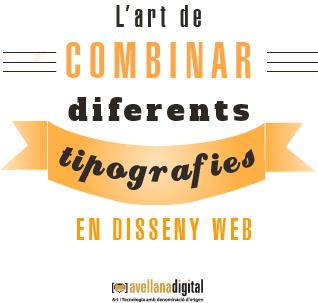 L'art de
COMBINAR
diferents
tipografies
EN DISSENY WEB
avellanadigital
Art i Tecnologia amb denominació d'origen